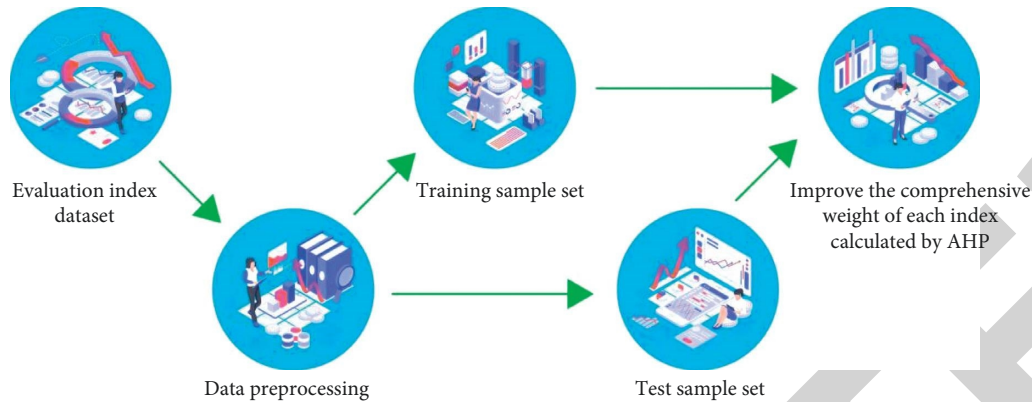 Evaluation index
dataset
Training sample set
Improve the comprehensive
weight of each index
calculated by AHP
Data preprocessing
Test sample set